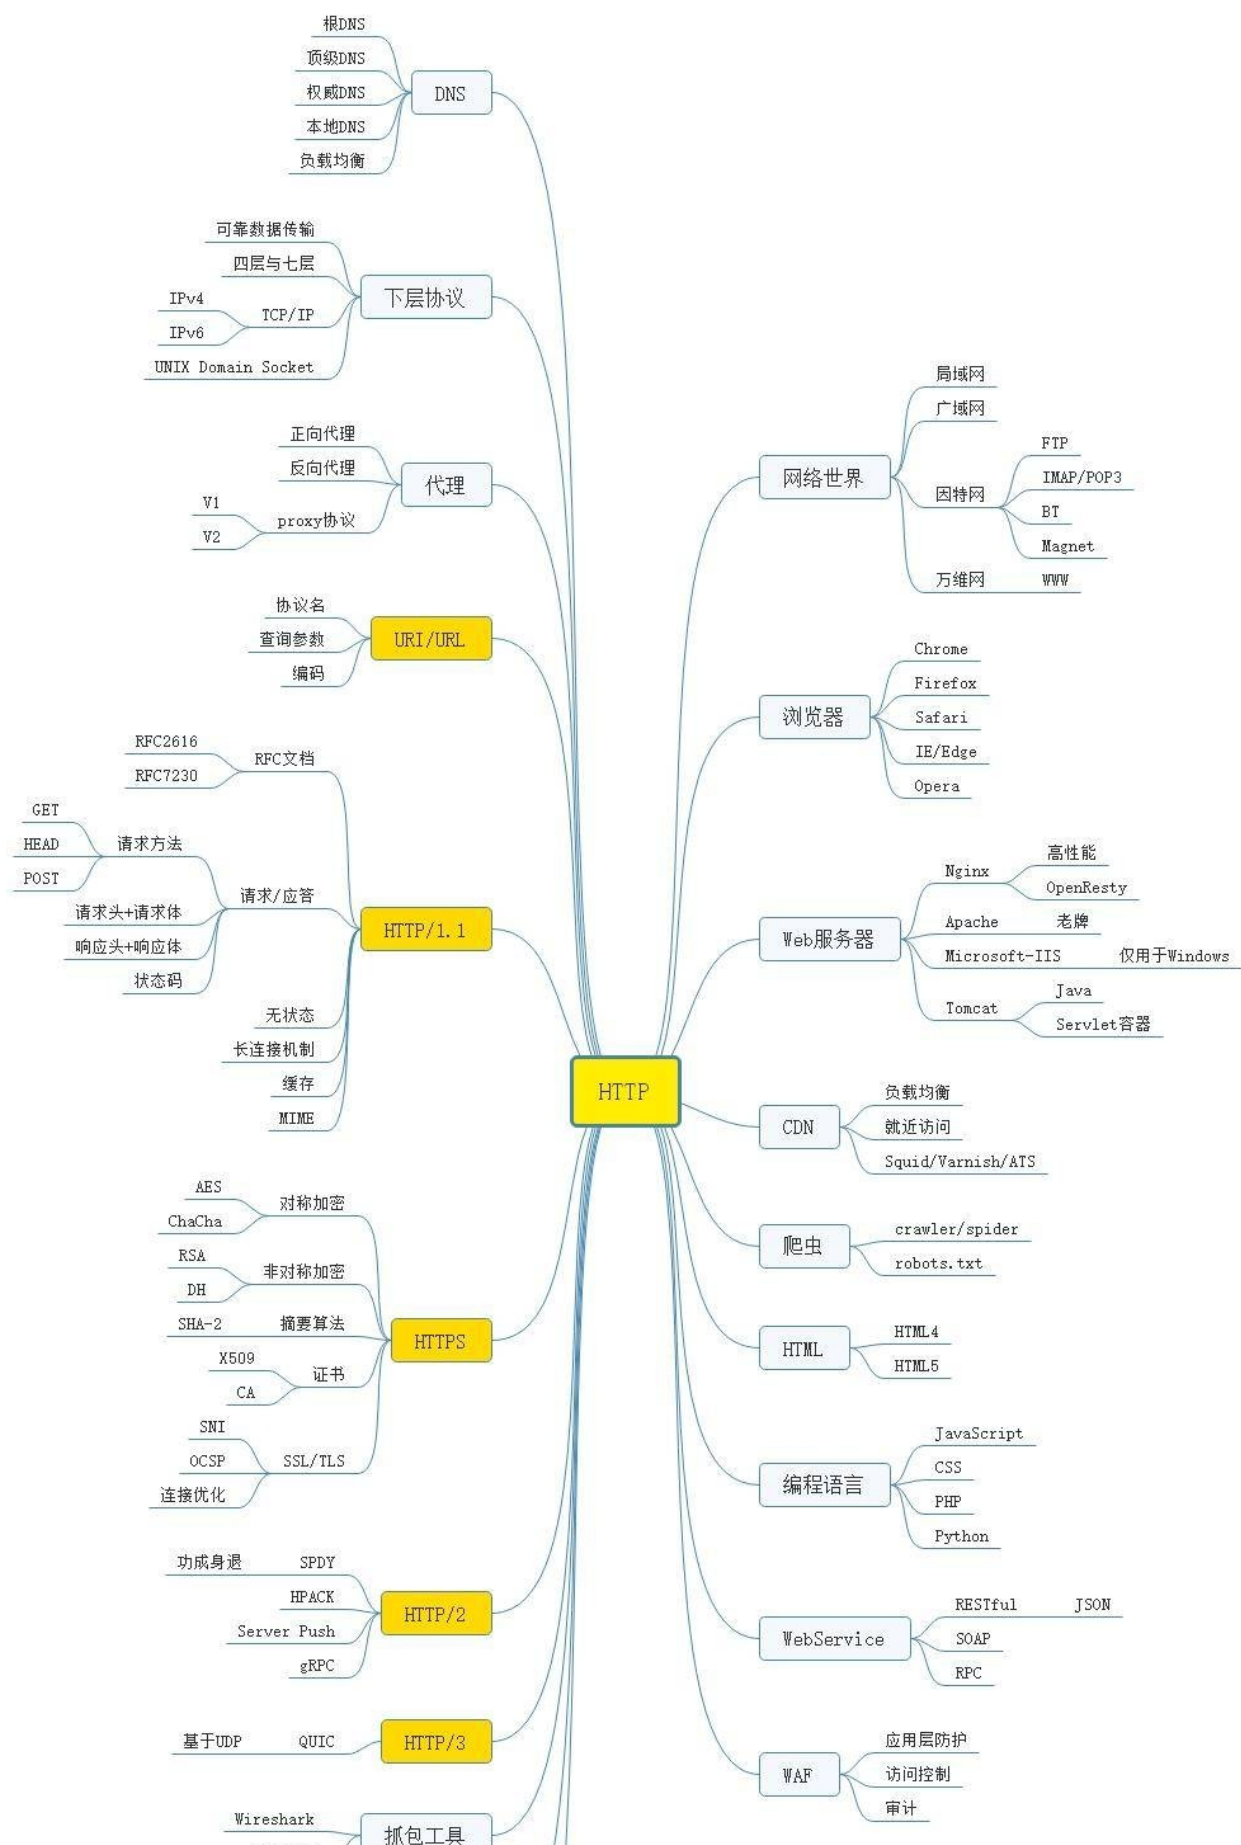 根DNS
顶级DNS
权威DNS
本地DNS
负载均衡
DNS
可靠数据传输
四层与七层
IPv4
IPv6
TCP/IP
UNIX Domain Socket
下层协议
正向代理
反向代理
V1
V2
proxy协议
代理
协议名
查询参数
编码
URI/URL
RFC2616
RFC7230
RFC文档
GET
HEAD
POST
请求方法
请求头+请求体
响应头+响应体
状态码
请求/应答
无状态
长连接机制
缓存
MIME
HTTP/1.1
AES
ChaCha
对称加密
RSA
DH
非对称加密
SHA-2
摘要算法
X509
CA
证书
SNI
OCSP
连接优化
SSL/TLS
HTTPS
功成身退
SPDY
HPACK
Server Push
gRPC
HTTP/2
基于UDP
QUIC
HTTP/3
Wireshark
抓包工具
HTTP
网络世界
局域网
广域网
因特网
FTP
IMAP/POP3
BT
Magnet
万维网
WWW
浏览器
Chrome
Firefox
Safari
IE/Edge
Opera
Web服务器
Nginx
高性能
OpenResty
Apache
老牌
Microsoft-IIS
仅用于Windows
Tomcat
Java
Servlet容器
CDN
负载均衡
就近访问
Squid/Varnish/ATS
爬虫
crawler/spider
robots.txt
HTML
HTML4
HTML5
编程语言
JavaScript
CSS
PHP
Python
WebService
RESTful
JSON
SOAP
RPC
WAF
应用层防护
访问控制
审计